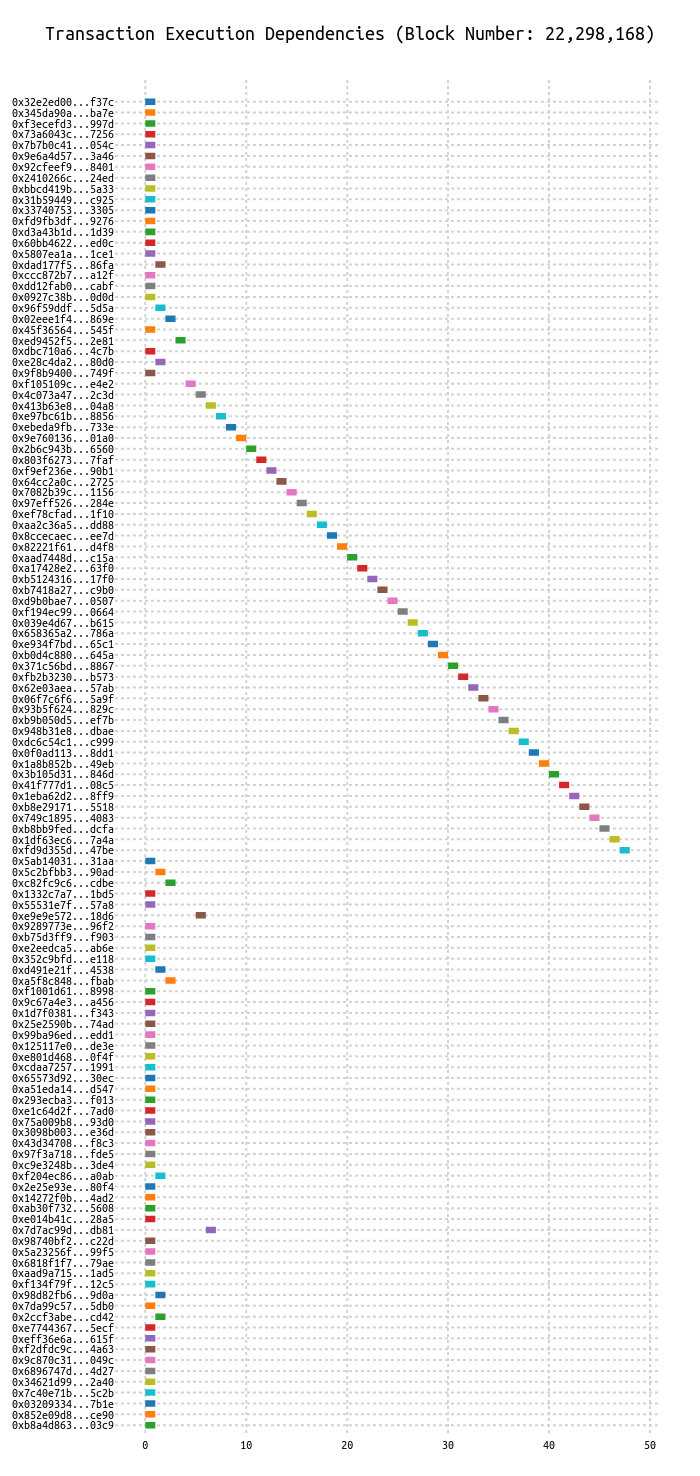 Transaction Execution Dependencies (Block Number: 22,298,168)
0x32e2ed00...f37c
0x345da90a...ba7e
0xf3ecefd3...997d
0x73a6043c...7256
0x7b7b0c41...054c
0x9e6a4d57...3a46
0x92cfeef9...8401
0x2410266c...24ed
0xbbcd419b...5a33
0x31b59449...c925
0x33740753...3305
0xfd9fb3df...9276
0xd3a43b1d...1d39
0x60bb4622...ed0c
0x5807ea1a...1ce1
0xdad177f5...86fa
0xccc872b7...a12f
0xdd12fab0...cabf
0x0927c38b...0d0d
0x96f59ddf...5d5a
0x02eee1f4...869e
0x45f36564...545f
0xed9452f5...2e81
0xdbc710a6...4c7b
0xe28c4da2...80d0
0x9f8b9400...749f
0xf105109c...e4e2
0x4c073a47...2c3d
0x413b63e8...04a8
0xe97bc61b...8856
0xebeda9fb...733e
0x9e760136...01a0
0x2b6c943b...6560
0x803f6273...7faf
0xf9ef236e...90b1
0x64cc2a0c...2725
0x7082b39c...1156
0x97eff526...284e
0xef78cfad...1f10
0xaa2c36a5...dd88
0x8ccecaec...ee7d
0x82221f61...d4f8
0xaad7448d...c15a
0xa17428e2...63f0
0xb5124316...17f0
0xb7418a27...c9b0
0xd9b0bae7...0507
0xf194ec99...0664
0x039e4d67...b615
0x658365a2...786a
0xe934f7bd...65c1
0xb0d4c880...645a
0x371c56bd...8867
0xfb2b3230...b573
0x62e03aea...57ab
0x06f7c6f6...5a9f
0x93b5f624...829c
0xb9b050d5...ef7b
0x948b31e8...dbae
0xdc6c54c1...c999
0x0f0ad113...8dd1
0x1a8b852b...49eb
0x3b105d31...846d
0x41f777d1...08c5
0x1eba62d2...8ff9
0xb8e29171...5518
0x749c1895...4083
0xb8bb9fed...dcfa
0x1df63ec6...7a4a
0xfd9d355d...47be
0x5ab14031...31aa
0x5c2bfbb3...90ad
0xc82fc9c6...cdbe
0x1332c7a7...1bd5
0x55531e7f...57a8
0xe9e9e572...18d6
0x9289773e...96f2
0xb75d3ff9...f903
0xe2eedca5...ab6e
0x352c9bfd...e118
0xd491e21f...4538
0xa5f8c848...fbab
0xf1001d61...8998
0x9c67a4e3...a456
0x1d7f0381...f343
0x25e2590b...74ad
0x99ba96ed...edd1
0x125117e0...de3e
0xe801d468...0f4f
0xcdaa7257...1991
0x65573d92...30ec
0xa51eda14...d547
0x293ecba3...f013
0xe1c64d2f...7ad0
0x75a009b8...93d0
0x3098b003...e36d
0x43d34708...f8c3
0x97f3a718...fde5
0xc9e3248b...3de4
0xf204ec86...a0ab
0x2e25e93e...80f4
0x14272f0b...4ad2
0xab30f732...5608
0xe014b41c...28a5
0x7d7ac99d...db81
0x98740bf2...c22d
0x5a23256f...99f5
0x6818f1f7...79ae
0xaad9a715...1ad5
0xf134f79f...12c5
0x98d82fb6...9d0a
0x7da99c57...5db0
0x2ccf3abe...cd42
0xe7744367...5ecf
0xeff36e6a...615f
0xf2dfdc9c...4a63
0x9c870c31...049c
0x6896747d...4d27
0x34621d99...2a40
0x7c40e71b...5c2b
0x03209334...7b1e
0x852e09d8...ce90
0xb8a4d863...03c9
0 10 20 30 40 50